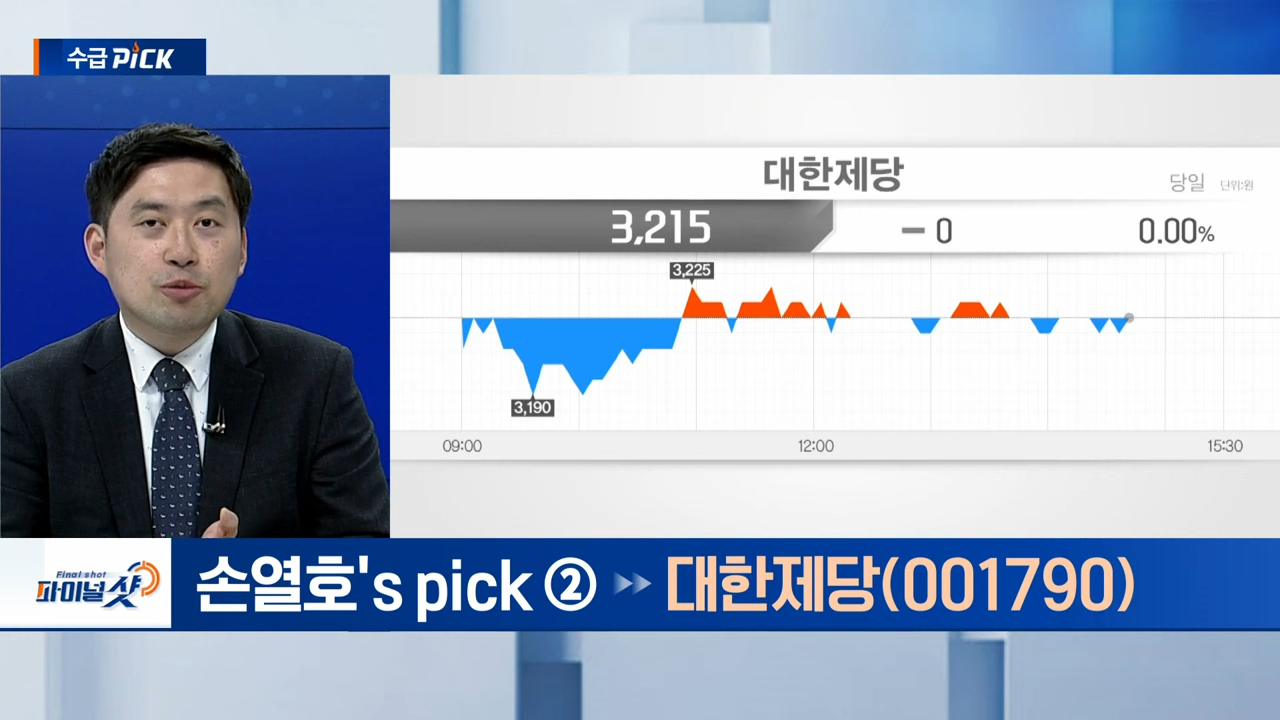 수급 PiCK
대한제당
당일 단위:원
3,215 0 0.00%
3,225
3,190
09:00 12:00 15:30
Final shot
파이널샷
손열호's pick ② 대한제당(001790)